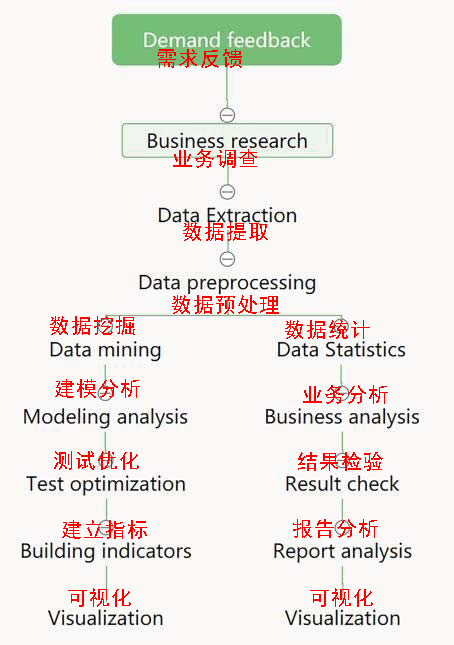 Demand feedback
需求反馈
Business research
业务调查
Data Extraction
数据提取
Data preprocessing
数据预处理
数据挖掘
Data mining
建模分析
Modeling analysis
测试优化
Test optimization
建立指标
Building indicators
可视化
Visualization
数据统计
Data Statistics
业务分析
Business analysis
结果检验
Result check
报告分析
Report analysis
可视化
Visualization